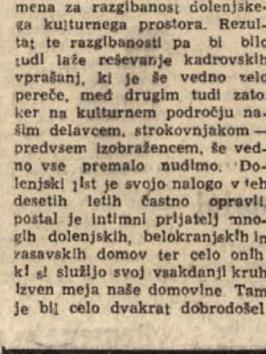 mena za razgibanost dolenjske-
ga kulturnega prostora. Rezul-
tat te razgibanosti pa bi bilo
tudi laže reševanje kadrovskih
vprašanj, ki je še vedno zelo
pereče, med drugim tudi zato
ker na kulturnem področju na-
šim delavcem, strokovnjakom —
predvsem izobražencem, še ved-
no vse premalo nudimo. Do-
lenjski list je svojo nalogo v teh
desetih letih častno opravil,
postal je intimni prijatelj mno-
gih dolenjskih, belokranjskih in
zasavskih domov ter celo onih
ki si služijo svoj vsakdanji kruh
izven meja naše domovine. Tam
je bil celo dvakrat dobrodošel